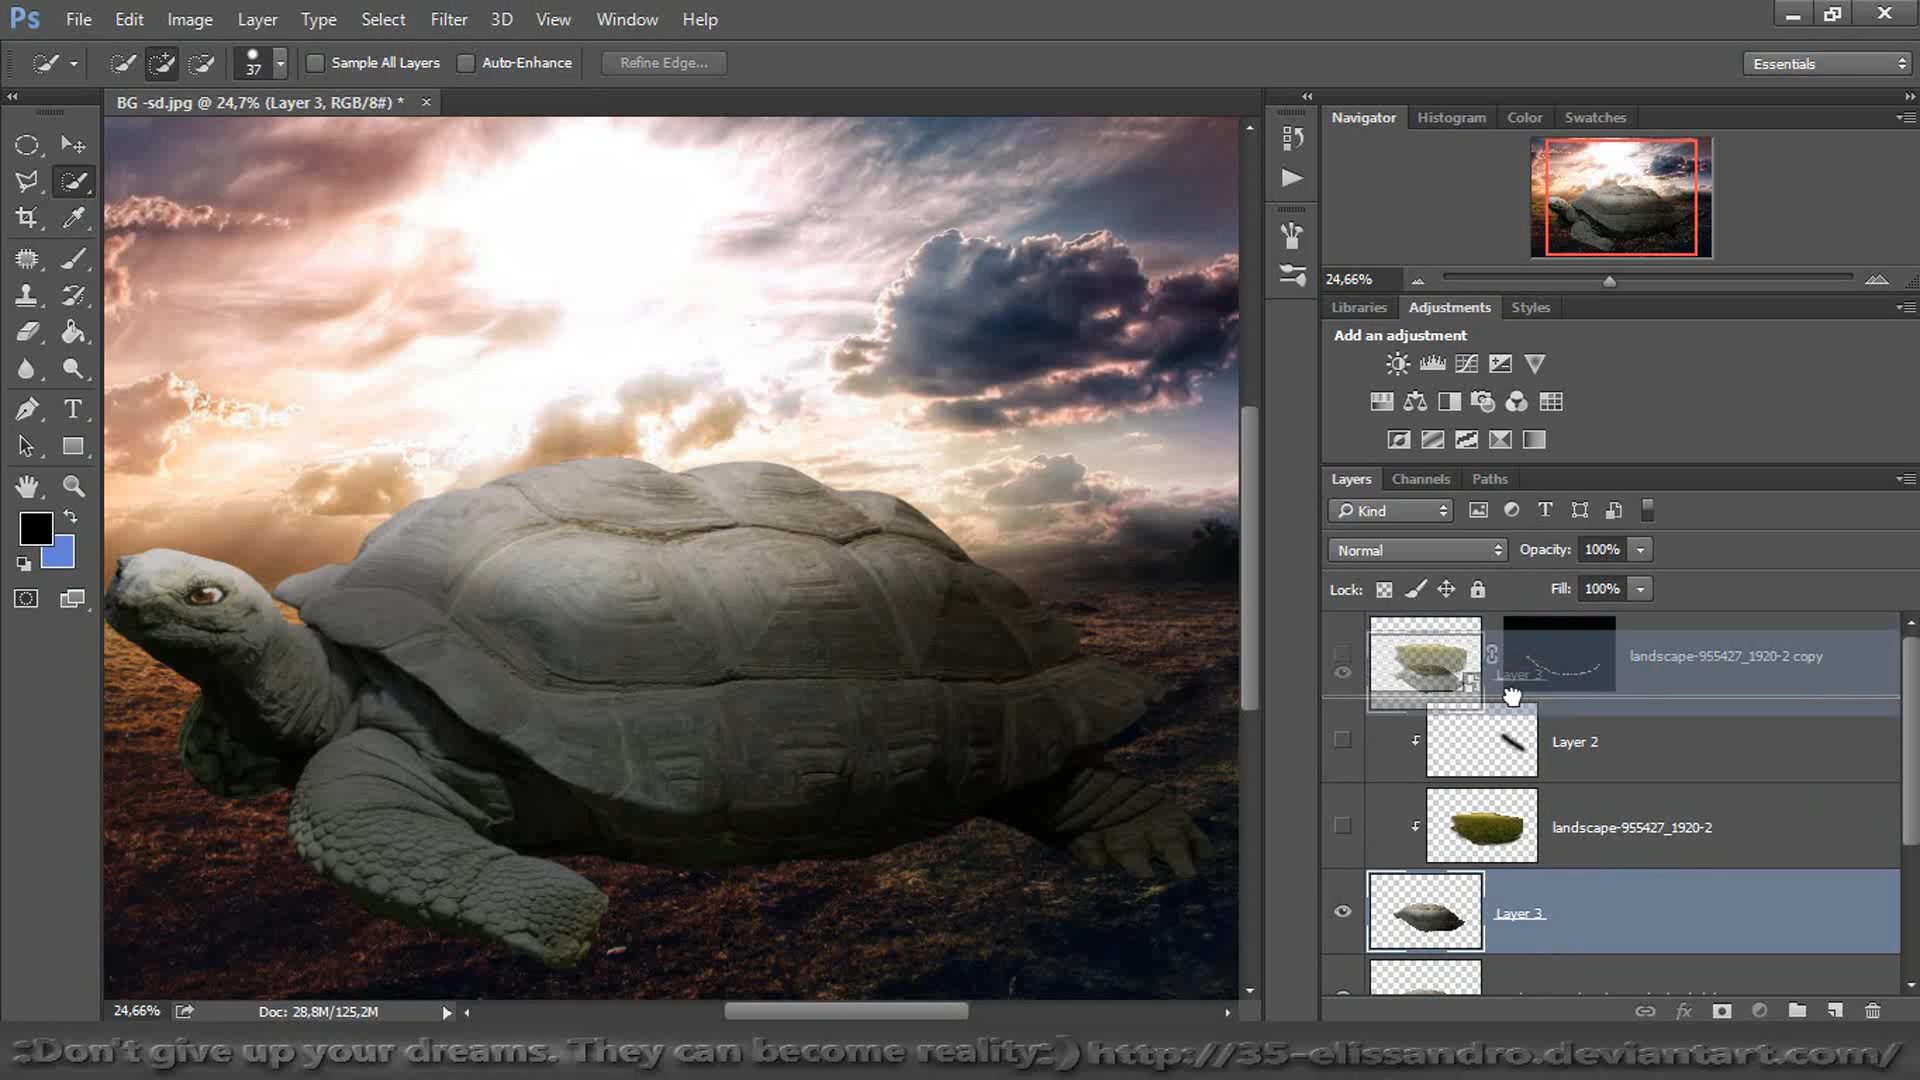 Ps File Edit Image Layer Type Select Filter 3D View Window Help
37 Sample All Layers Auto-Enhance Refine Edge... Essentials
BG -sd.jpg @ 24,7% (Layer 3, RGB/8#) * ×
Navigator Histogram Color Swatches
24,66%
Libraries Adjustments Styles
Add an adjustment
Layers Channels Paths
Kind
Normal Opacity: 100%
Lock: Fill: 100%
landscape-955427_1920-2 copy
Layer 3
Layer 2
landscape-955427_1920-2
Layer 3
24,66% Doc: 28,8M/125,2M
::Don't give up your dreams. They can become reality:;) http://35-elissandro.deviantart.com/